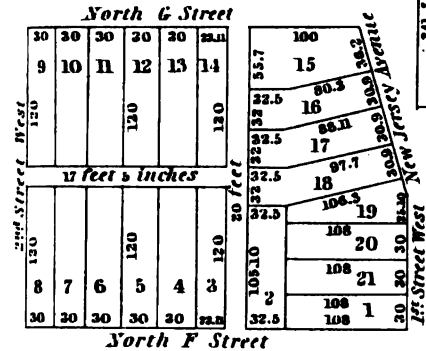 North G Street
30 30 30 30 30 22.11
9 10 11 12 13 14
120 120 120
2nd Street West
17 feet 5 inches
20 feet
120 120 120
8 7 6 5 4 3
30 30 30 30 30
North F Street
100
55.7 15 36.2
80.3
32.5 16 30.9
32 88.11
32.5 17 30.9
32 97.7
32.5 18 30.9
32 106.3
32.5 19
108
20 30
108
105.10 21 30
2 108 1 30
32.5 108
New Jersey Avenue
1st Street West